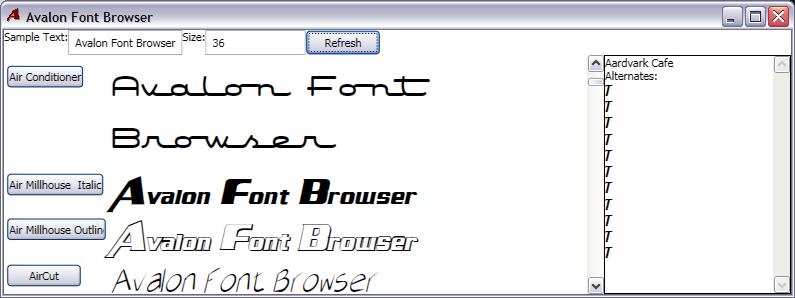 Avalon Font Browser
Sample Text: Avalon Font Browser Size: 36 Refresh
Air Conditioner
Avalon Font
Browser
Air Millhouse Italic
Avalon Font Browser
Air Millhouse Outlin
Avalon Font Browser
AirCut
Avalon Font Browser
Aardvark Cafe
Alternates:
T
T
T
T
T
T
T
T
T
T
T